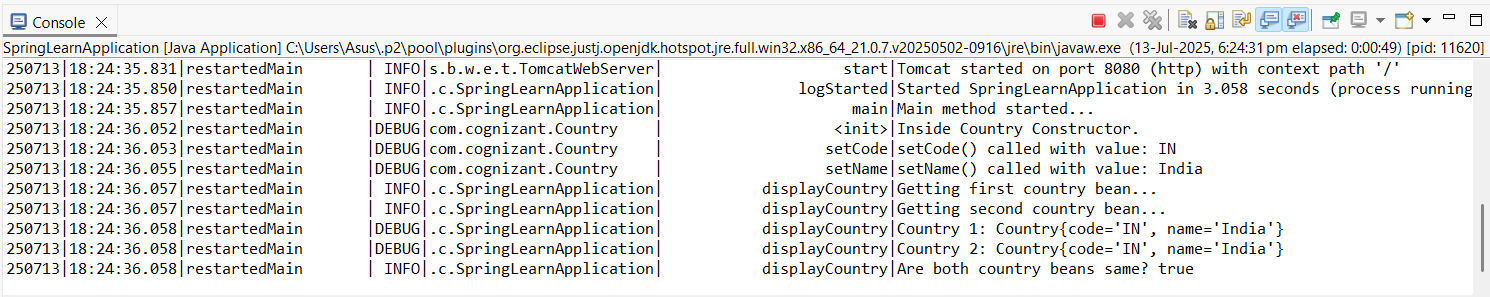 Console
SpringLearnApplication [Java Application] C:\Users\Asus\.p2\pool\plugins\org.eclipse.justj.openjdk.hotspot.jre.full.win32.x86_64_21.0.7.v20250502-0916\jre\bin\javaw.exe (13-Jul-2025, 6:24:31 pm elapsed: 0:00:49) [pid: 11620]
250713|18:24:35.831|restartedMain       | INFO|s.b.w.e.t.TomcatWebServer|                    start|Tomcat started on port 8080 (http) with context path '/'
250713|18:24:35.850|restartedMain       | INFO|.c.SpringLearnApplication|               logStarted|Started SpringLearnApplication in 3.058 seconds (process running
250713|18:24:35.857|restartedMain       | INFO|.c.SpringLearnApplication|                     main|Main method started...
250713|18:24:36.052|restartedMain       |DEBUG|com.cognizant.Country    |                   <init>|Inside Country Constructor.
250713|18:24:36.053|restartedMain       |DEBUG|com.cognizant.Country    |                  setCode|setCode() called with value: IN
250713|18:24:36.055|restartedMain       |DEBUG|com.cognizant.Country    |                  setName|setName() called with value: India
250713|18:24:36.057|restartedMain       | INFO|.c.SpringLearnApplication|           displayCountry|Getting first country bean...
250713|18:24:36.057|restartedMain       | INFO|.c.SpringLearnApplication|           displayCountry|Getting second country bean...
250713|18:24:36.058|restartedMain       |DEBUG|.c.SpringLearnApplication|           displayCountry|Country 1: Country{code='IN', name='India'}
250713|18:24:36.058|restartedMain       |DEBUG|.c.SpringLearnApplication|           displayCountry|Country 2: Country{code='IN', name='India'}
250713|18:24:36.058|restartedMain       | INFO|.c.SpringLearnApplication|           displayCountry|Are both country beans same? true